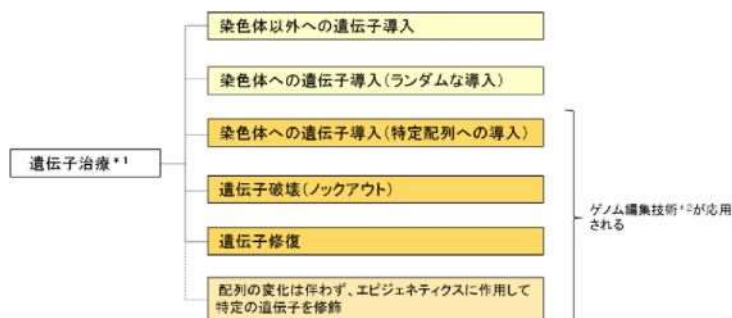 染色体以外への遺伝子導入
染色体への遺伝子導入(ランダムな導入)
染色体への遺伝子導入(特定配列への導入)
遺伝子治療*1
遺伝子破壊(ノックアウト)
ゲノム編集技術*2が応用
される
遺伝子修復
配列の変化は伴わず、エピジェネティクスに作用して
特定の遺伝子を修飾